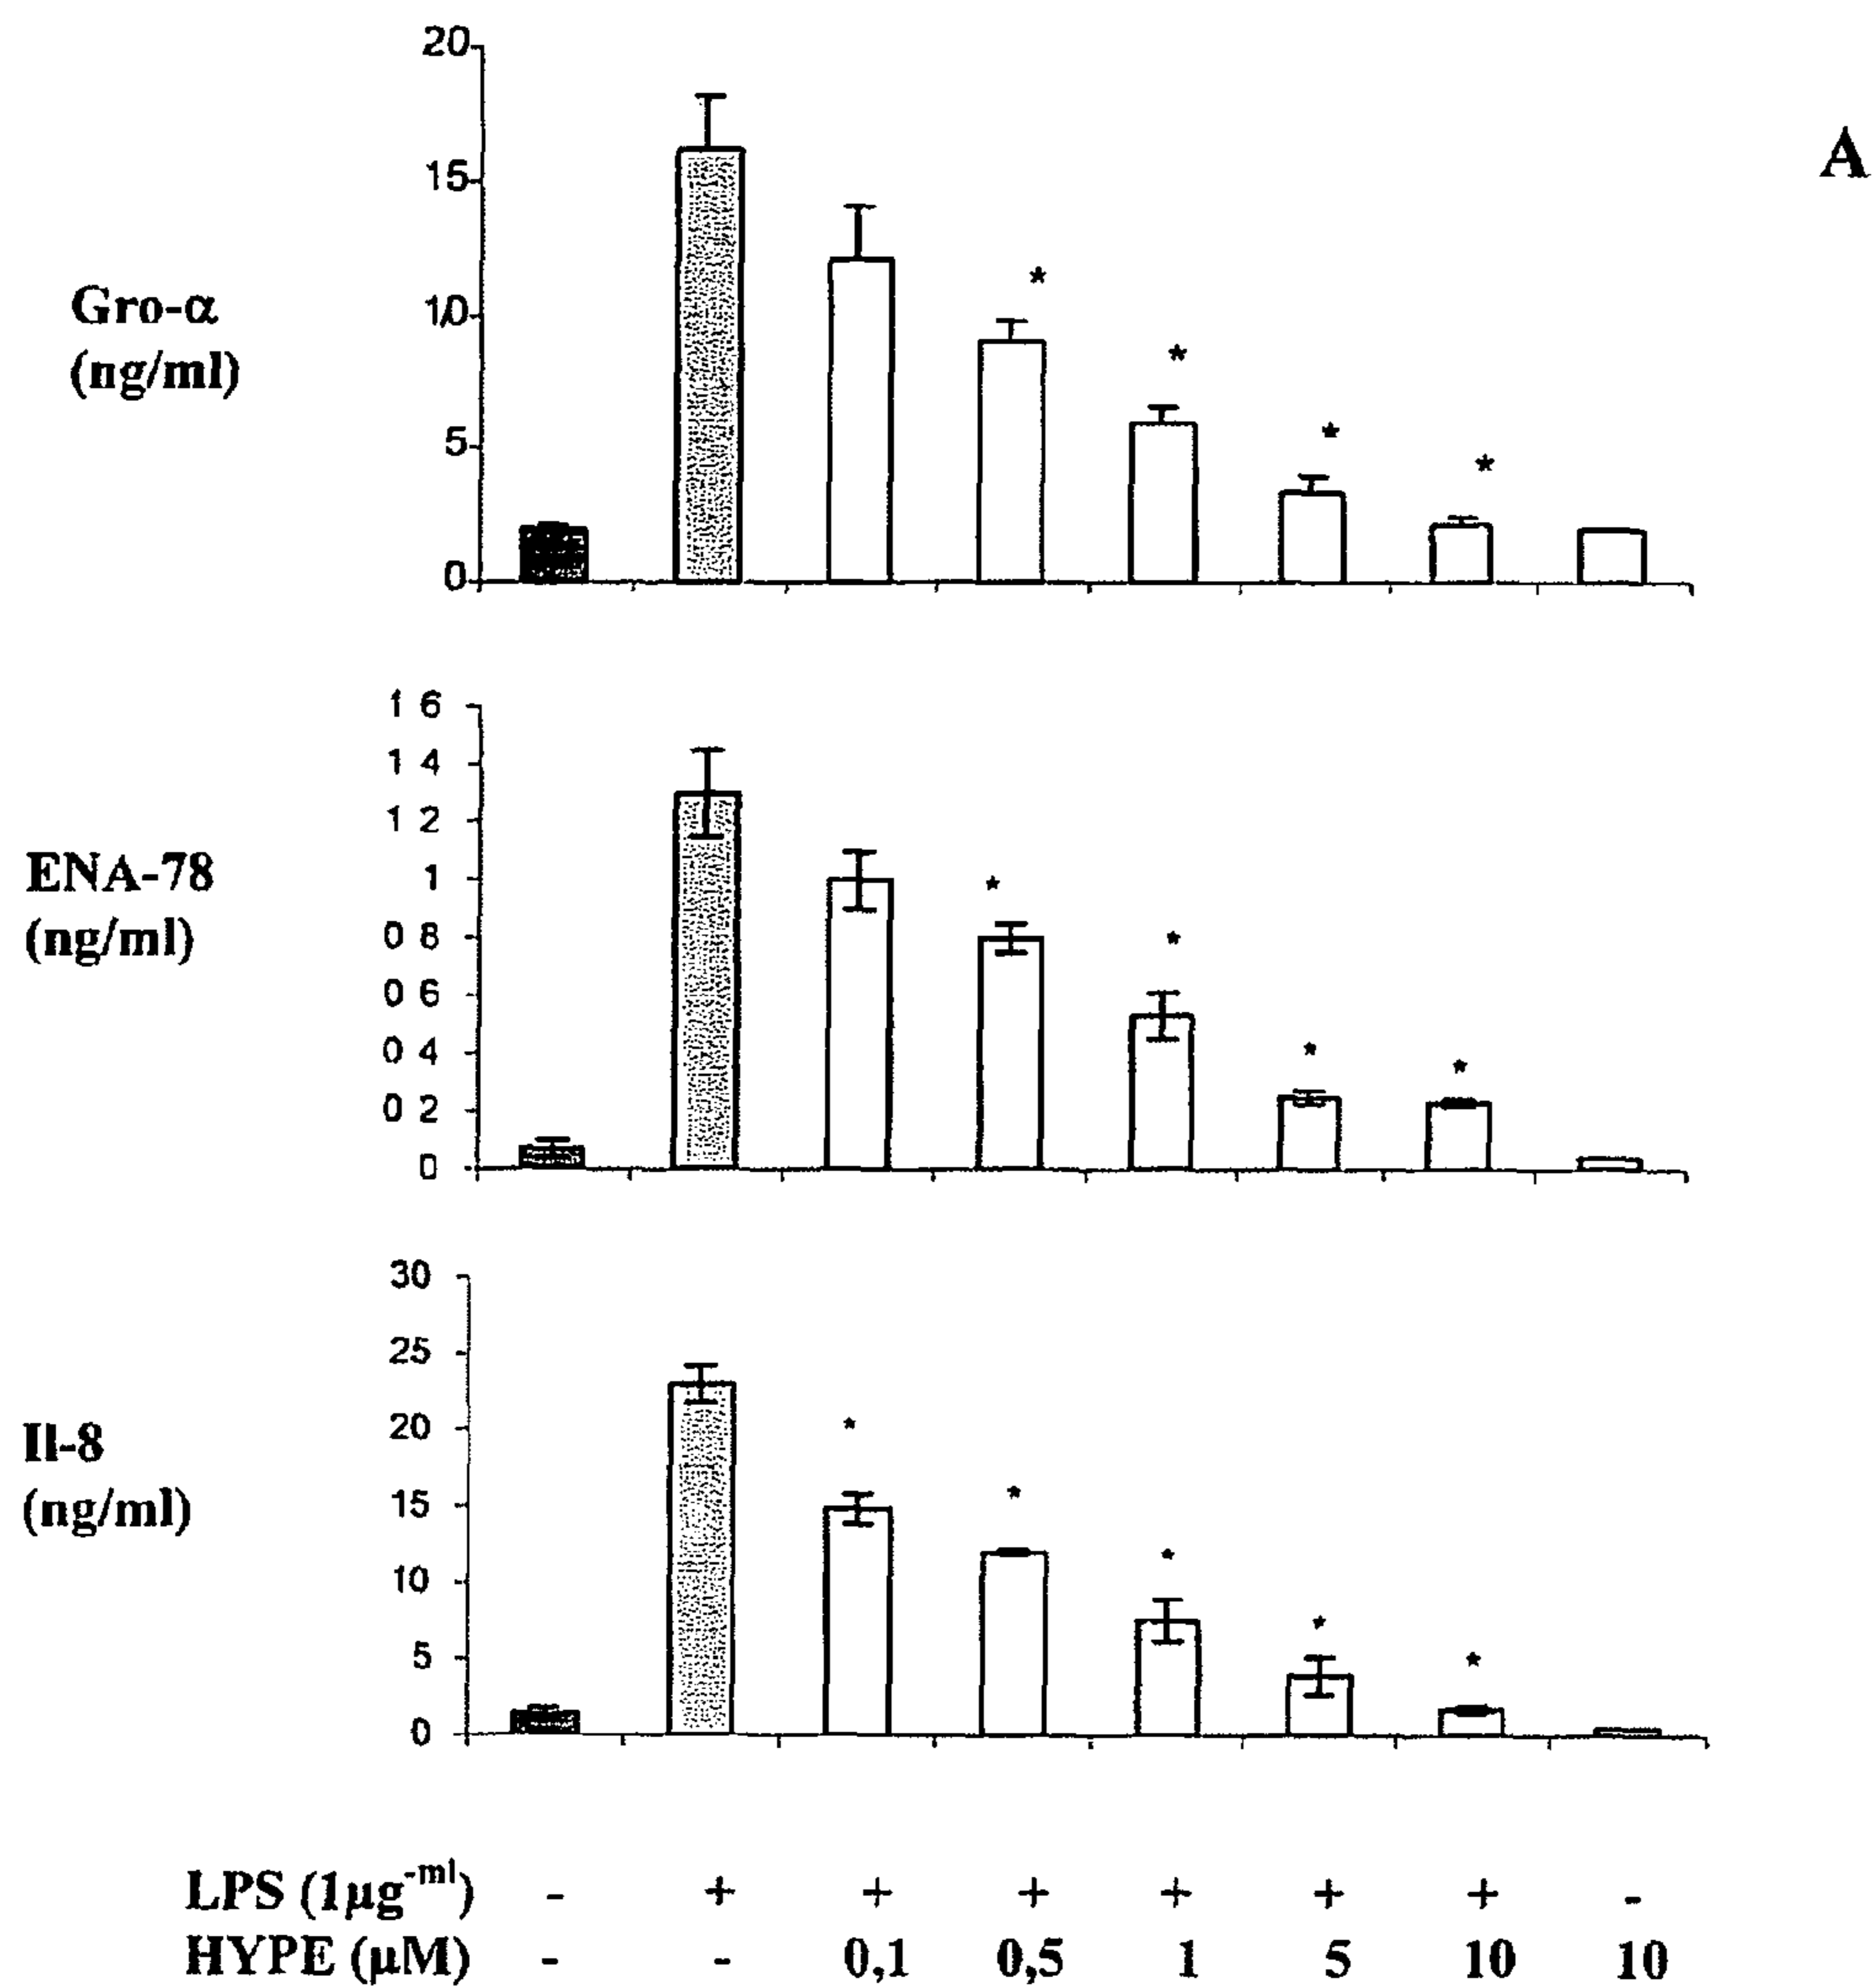 A
20
15
10
5
0
Gro-α
(ng/ml)
1 6
1 4
1 2
1
0 8
0 6
0 4
0 2
0
ENA-78
(ng/ml)
* * * *
* * * * *
30
25
20
15
10
5
0
Il-8
(ng/ml)
* * * * *
LPS (1µg-ml) - + + + + + + -
HYPE (µM) - - 0,1 0,5 1 5 10 10